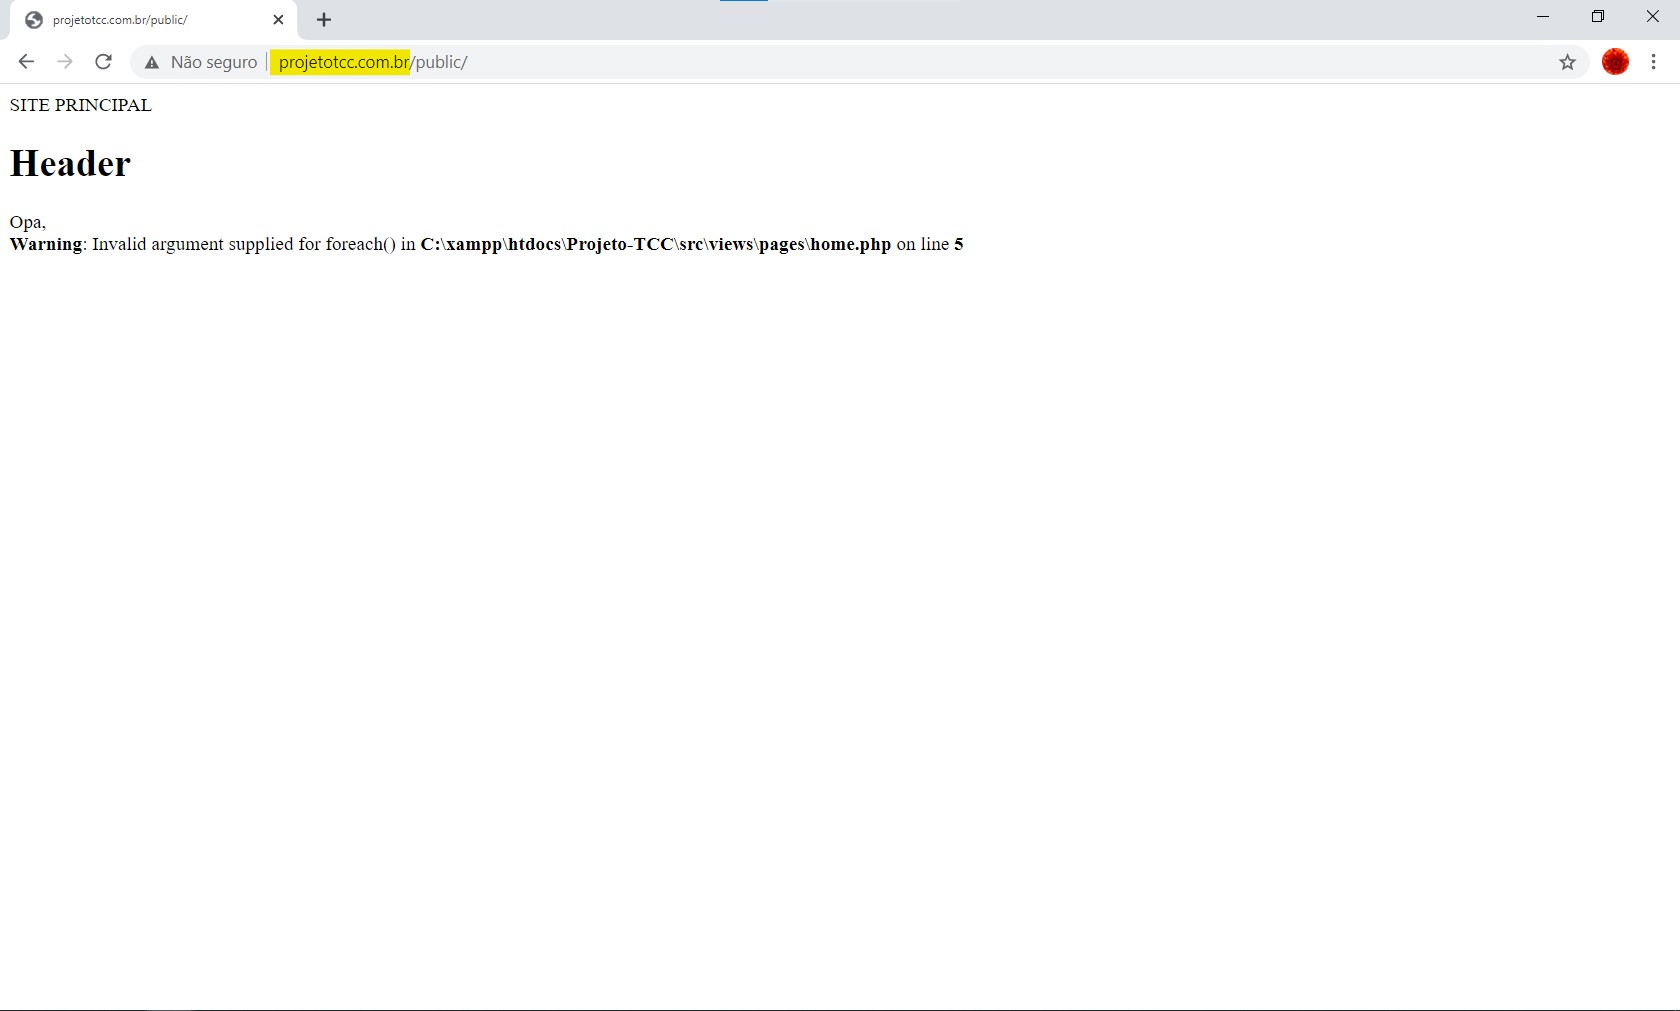 projetotcc.com.br/public/
Não seguro | projetotcc.com.br/public/
SITE PRINCIPAL
Header
Opa,
Warning: Invalid argument supplied for foreach() in C:\xampp\htdocs\Projeto-TCC\src\views\pages\home.php on line 5